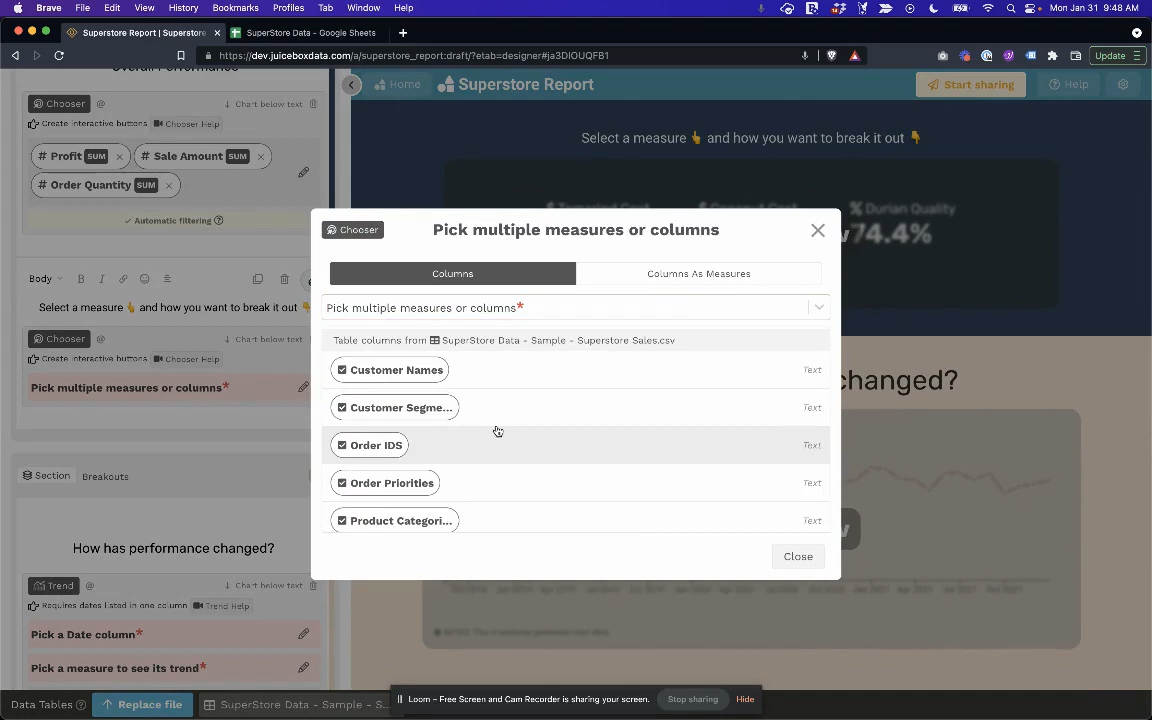 Brave File Edit View History Bookmarks Profiles Tab Window Help Mon Jan 31 9:48 AM
Superstore Report | Superstore
SuperStore Data - Google Sheets
https://dev.juiceboxdata.com/a/superstore_report:draft/?etab=designer#ja3DIOUQFB1
Update
Overall Performance
Chooser @ ↓ Chart below text
Create interactive buttons Chooser Help
# Profit SUM × # Sale Amount SUM ×
# Order Quantity SUM ×
✓ Automatic filtering
Body B I
Select a measure 👆 and how you want to break it out 👇
Chooser ↓ Chart below text
Create interactive buttons Chooser Help
Pick multiple measures or columns*
Section Breakouts
How has performance changed?
Trend @ ↓ Chart below text
Requires dates listed in one column Trend Help
Pick a Date column*
Pick a measure to see its trend*
Data Tables Replace file SuperStore Data - Sample - S...
Home Superstore Report Start sharing Help
Select a measure 👆 and how you want to break it out 👇
Durian Quality
74.4%
changed?
Chooser Pick multiple measures or columns
Columns Columns As Measures
Pick multiple measures or columns*
Table columns from SuperStore Data - Sample - Superstore Sales.csv
Customer Names Text
Customer Segme... Text
Order IDS Text
Order Priorities Text
Product Categori... Text
Close
Loom – Free Screen and Cam Recorder is sharing your screen. Stop sharing Hide